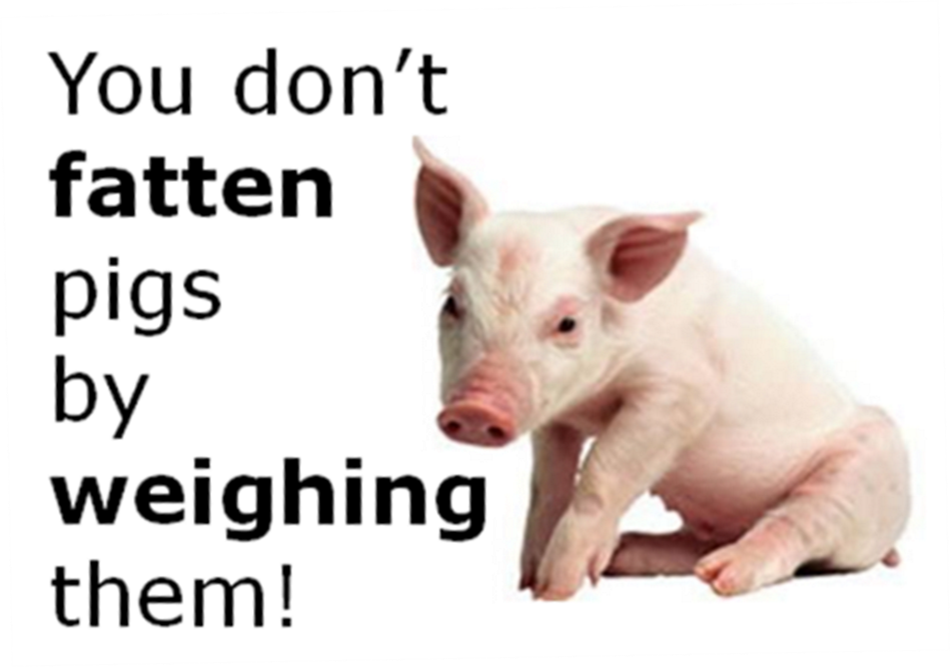 You don’t
fatten
pigs
by
weighing
them!